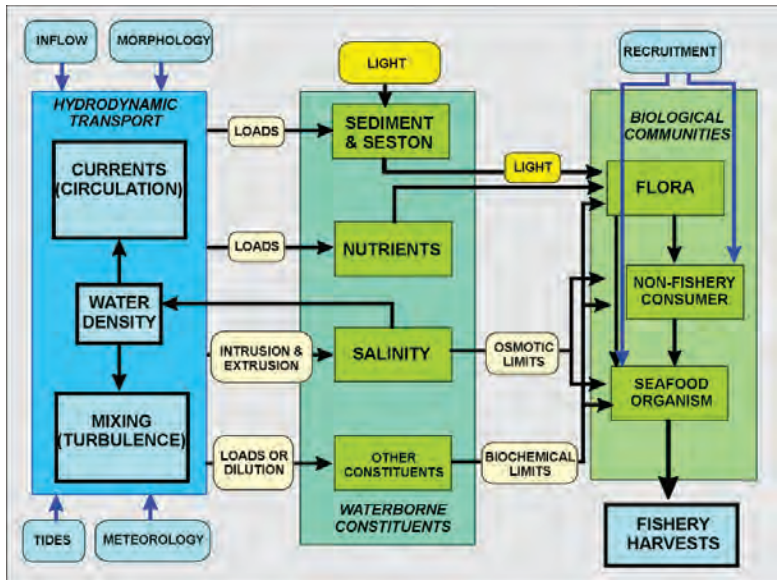 INFLOW
MORPHOLOGY
LIGHT
RECRUITMENT
HYDRODYNAMIC
TRANSPORT
CURRENTS
(CIRCULATION)
WATER
DENSITY
MIXING
(TURBULENCE)
TIDES
METEOROLOGY
LOADS
LOADS
INTRUSION &
EXTRUSION
LOADS OR
DILUTION
SEDIMENT
& SESTON
NUTRIENTS
SALINITY
OTHER
CONSTITUENTS
WATERBORNE
CONSTITUENTS
LIGHT
OSMOTIC
LIMITS
BIOCHEMICAL
LIMITS
BIOLOGICAL
COMMUNITIES
FLORA
NON-FISHERY
CONSUMER
SEAFOOD
ORGANISM
FISHERY
HARVESTS